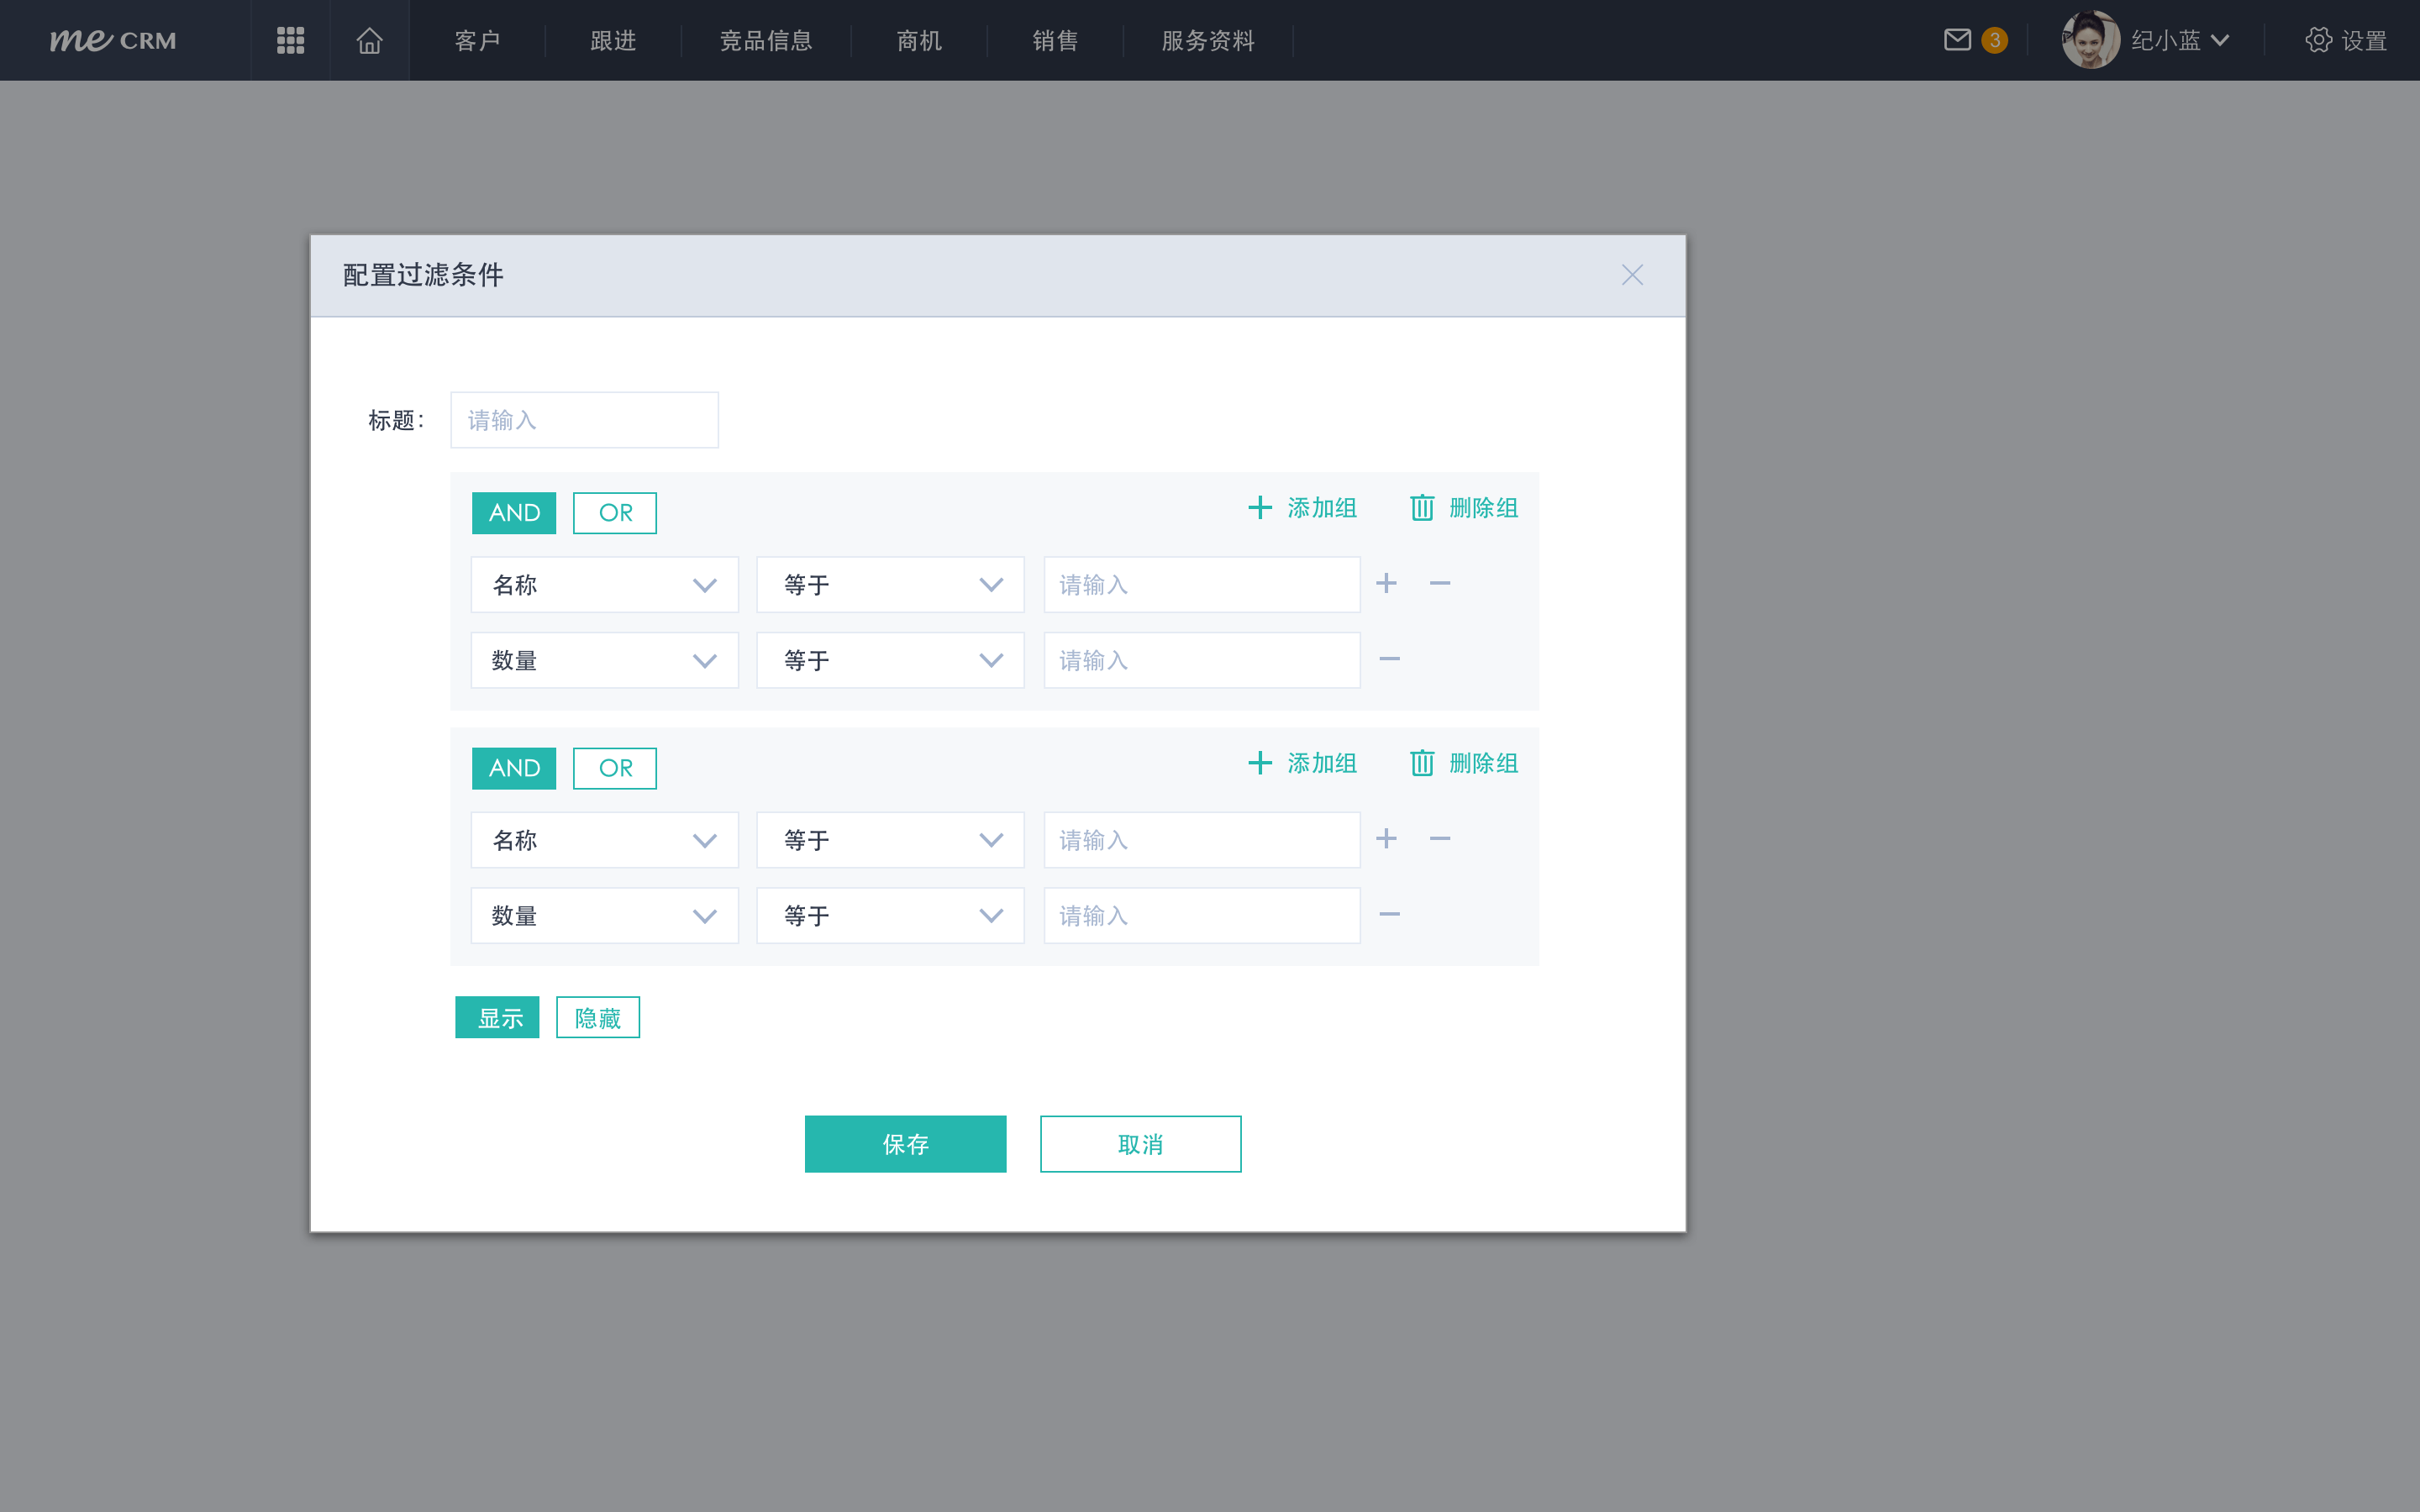 me CRM 客户 跟进 竞品信息 商机 销售 服务资料 3 纪小蓝 设置
配置过滤条件
标题： 请输入
AND OR 添加组 删除组
名称 等于 请输入
数量 等于 请输入
AND OR 添加组 删除组
名称 等于 请输入
数量 等于 请输入
显示 隐藏
保存 取消